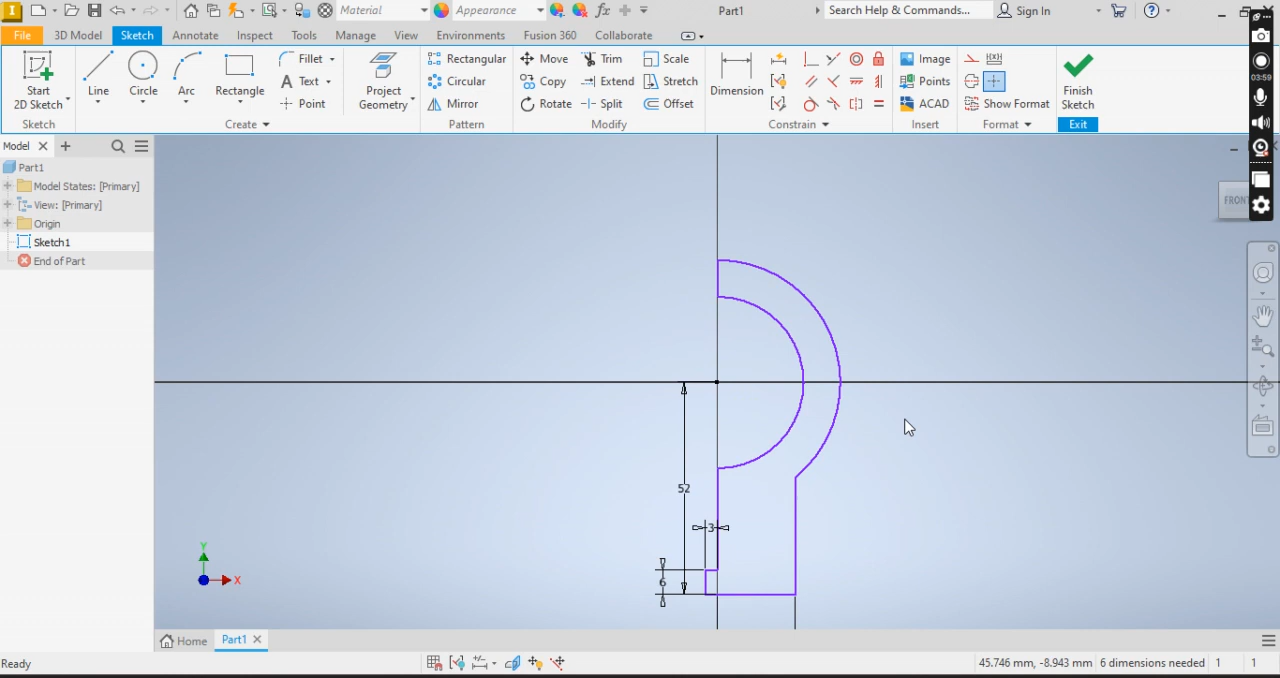 Material
Appearance
fx
Part1
Search Help & Commands...
Sign In
File
3D Model
Sketch
Annotate
Inspect
Tools
Manage
View
Environments
Fusion 360
Collaborate
Start
2D Sketch
Line
Circle
Arc
Rectangle
Fillet
Text
Point
Project
Geometry
Rectangular
Circular
Mirror
Move
Copy
Rotate
Trim
Extend
Split
Scale
Stretch
Offset
Dimension
Image
Points
ACAD
Show Format
Finish
Sketch
Sketch
Create
Pattern
Modify
Constrain
Insert
Format
Exit
03:59
Model
Part1
Model States: [Primary]
View: [Primary]
Origin
Sketch1
End of Part
FRONT
52
3
6
Y
X
Home
Part1
Ready
45.746 mm, -8.943 mm
6 dimensions needed
1
1